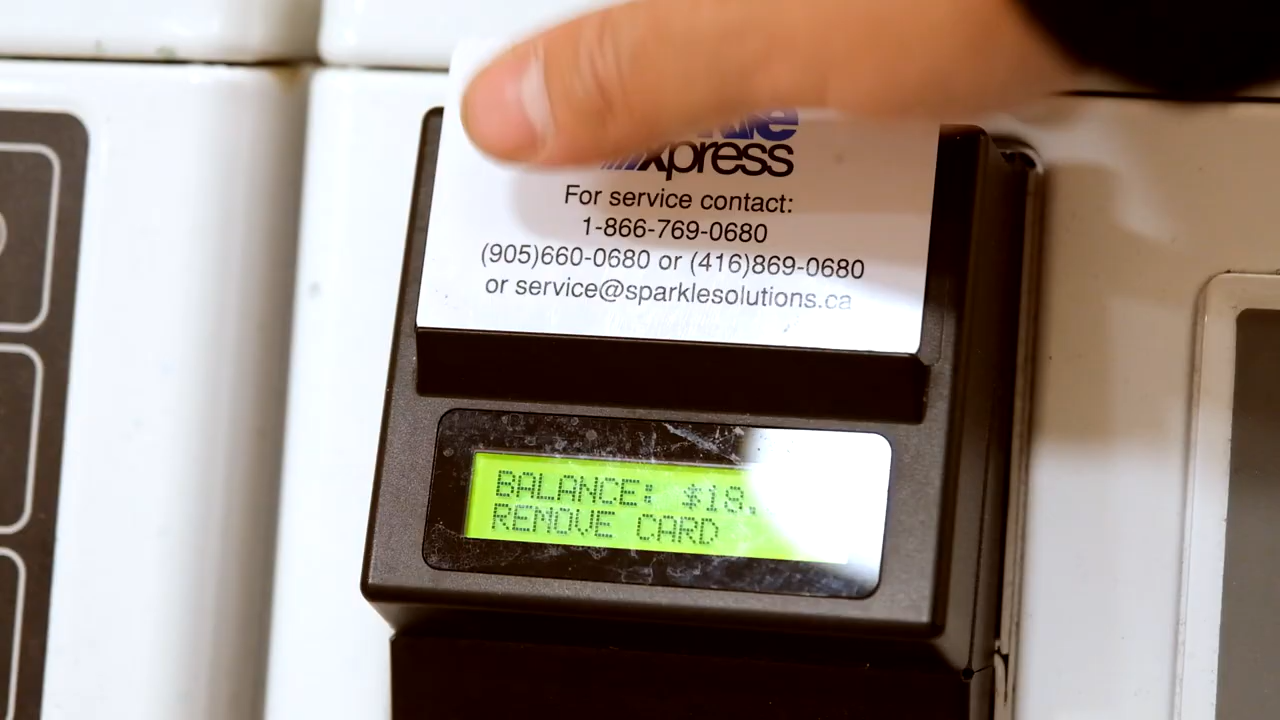 Xpress
For service contact:
1-866-769-0680
(905)660-0680 or (416)869-0680
or service@sparklesolutions.ca
BALANCE: $18.
REMOVE CARD